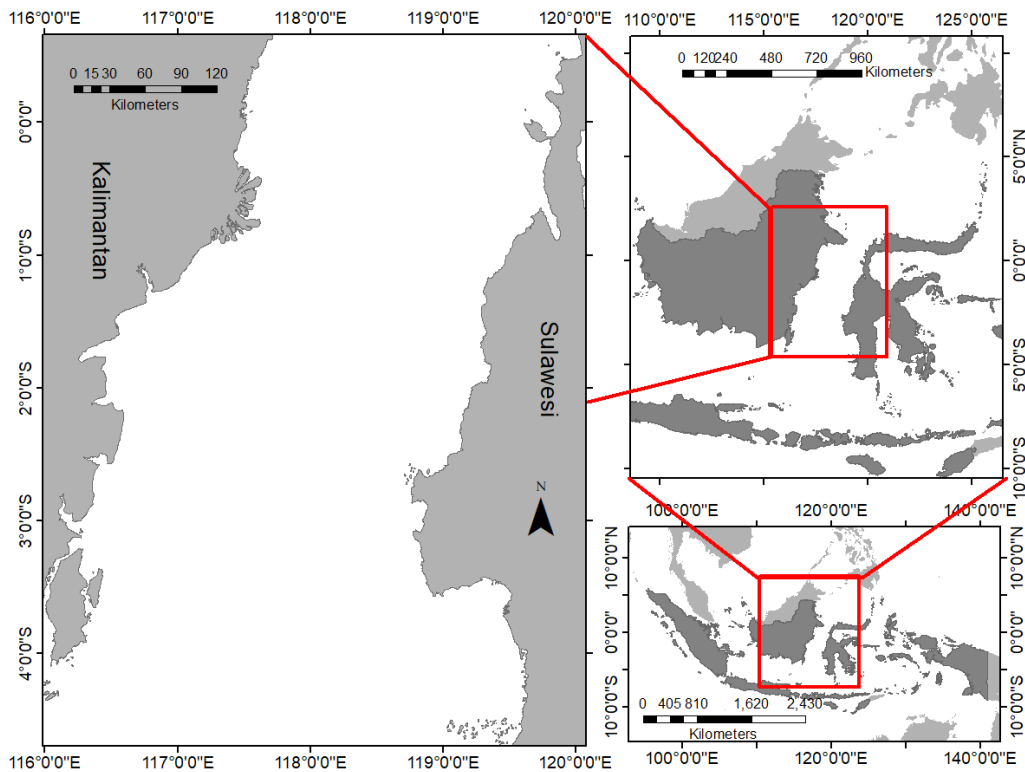 116°0'0"E 117°0'0"E 118°0'0"E 119°0'0"E 120°0'0"E
0 15 30 60 90 120
Kilometers
0°0'0"
1°0'0"S
2°0'0"S
3°0'0"S
4°0'0"S
Kalimantan
Sulawesi
N
116°0'0"E 117°0'0"E 118°0'0"E 119°0'0"E 120°0'0"E
110°0'0"E 115°0'0"E 120°0'0"E 125°0'0"E
0 120 240 480 720 960
Kilometers
5°0'0"N
0°0'0"
5°0'0"S
10°0'0"S
100°0'0"E 120°0'0"E 140°0'0"E
10°0'0"N 10°0'0"N
0°0'0" 0°0'0"
10°0'0"S 10°0'0"S
0 405 810 1,620 2,430
Kilometers
100°0'0"E 120°0'0"E 140°0'0"E